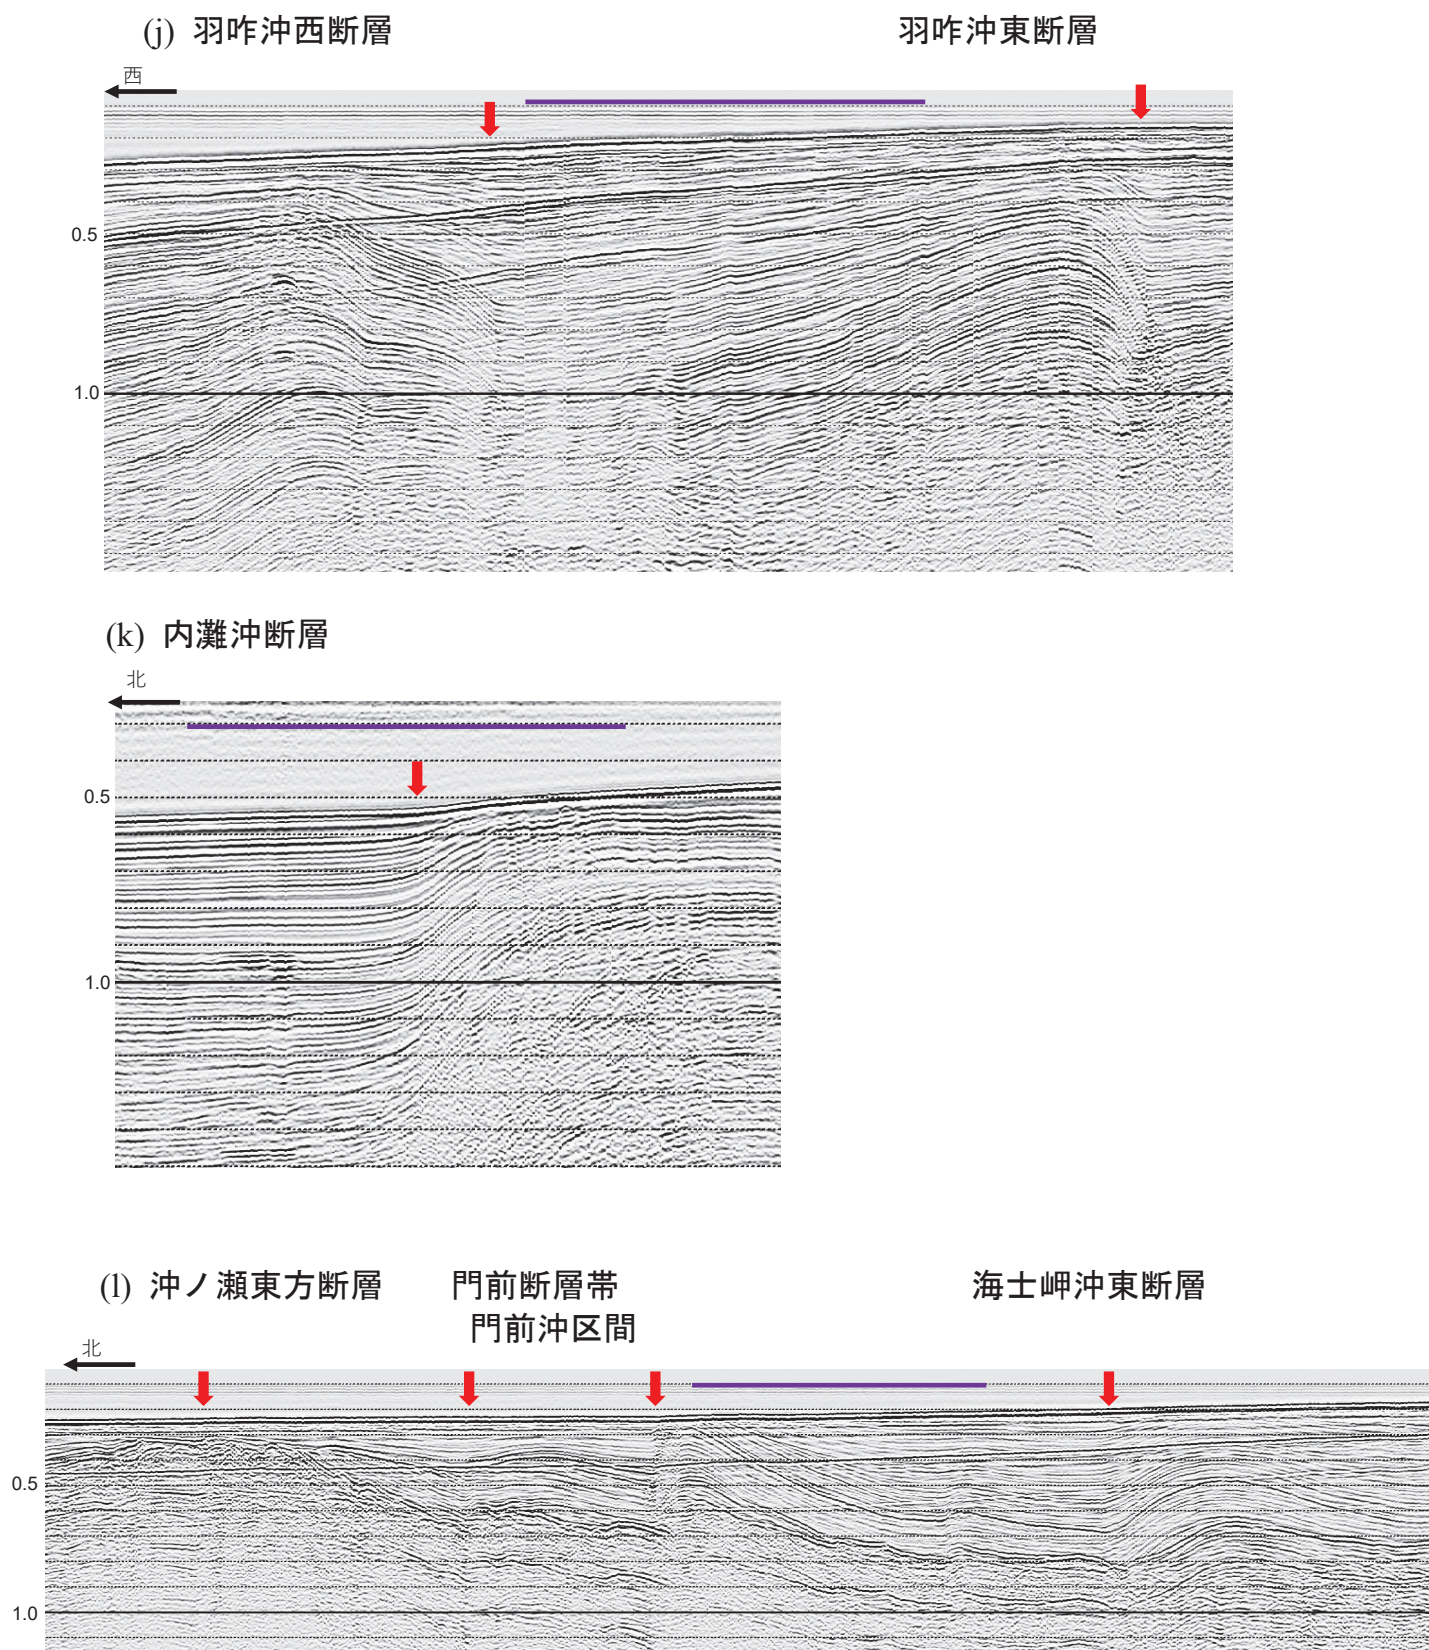 (j) 羽咋沖西断層
羽咋沖東断層
西
0.5
1.0
(k) 内灘沖断層
北
0.5
1.0
(l) 沖ノ瀬東方断層
門前断層帯
門前沖区間
海士岬沖東断層
北
0.5
1.0